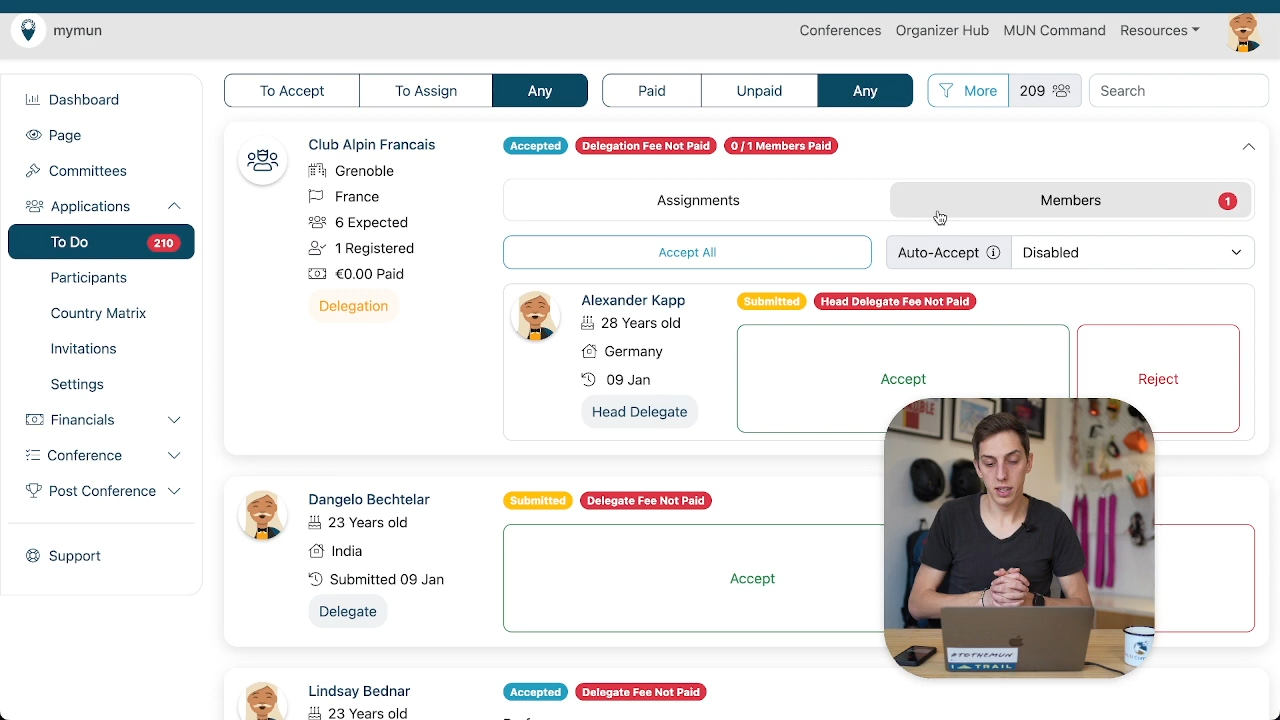 mymun
Conferences Organizer Hub MUN Command Resources
Dashboard
Page
Committees
Applications
To Do 210
Participants
Country Matrix
Invitations
Settings
Financials
Conference
Post Conference
Support
To Accept To Assign Any
Paid Unpaid Any
More 209
Search
Club Alpin Francais
Grenoble
France
6 Expected
1 Registered
€0.00 Paid
Delegation
Accepted Delegation Fee Not Paid 0 / 1 Members Paid
Assignments Members 1
Accept All Auto-Accept Disabled
Alexander Kapp
28 Years old
Germany
09 Jan
Head Delegate
Submitted Head Delegate Fee Not Paid
Accept Reject
Dangelo Bechtelar
23 Years old
India
Submitted 09 Jan
Delegate
Submitted Delegate Fee Not Paid
Accept
Lindsay Bednar
23 Years old
Accepted Delegate Fee Not Paid
#TOTHEMUN
TRAIL